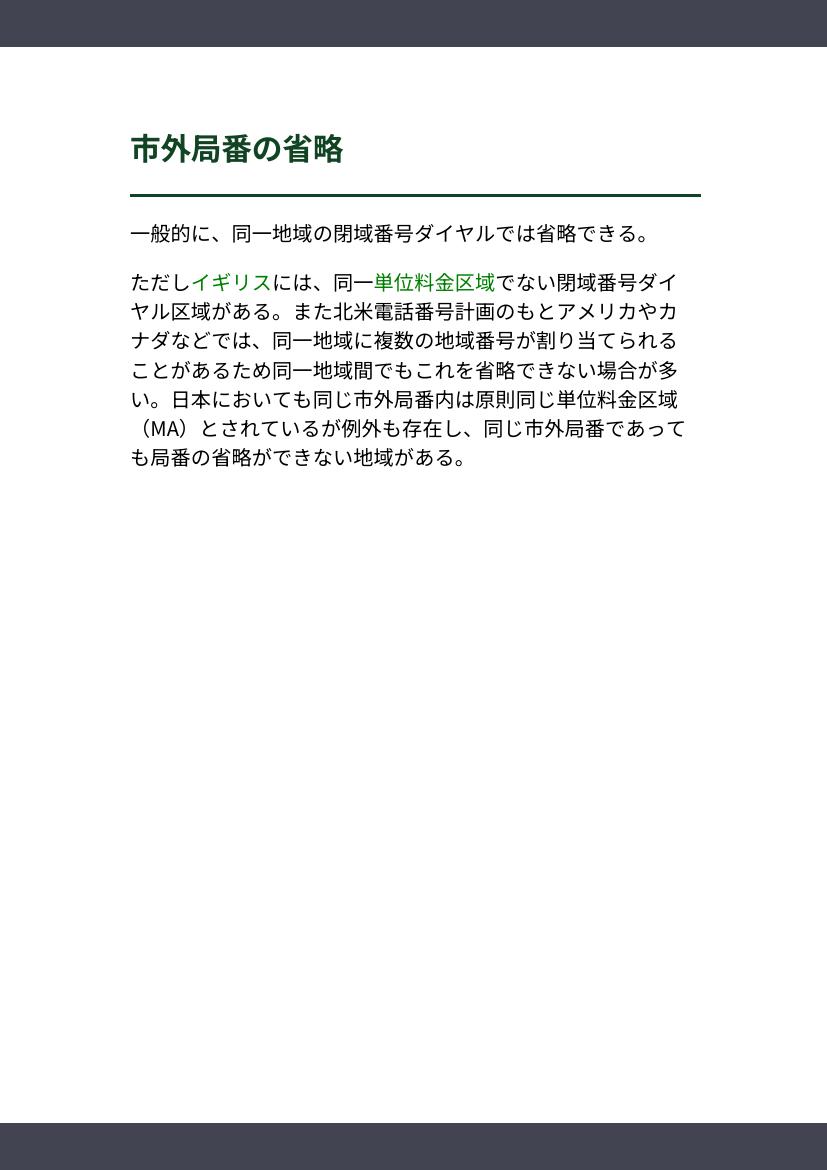 市外局番の省略
一般的に、同一地域の閉域番号ダイヤルでは省略できる。
ただしイギリスには、同一単位料金区域でない閉域番号ダイ
ヤル区域がある。また北米電話番号計画のもとアメリカやカ
ナダなどでは、同一地域に複数の地域番号が割り当てられる
ことがあるため同一地域間でもこれを省略できない場合が多
い。日本においても同じ市外局番内は原則同じ単位料金区域
（MA）とされているが例外も存在し、同じ市外局番であって
も局番の省略ができない地域がある。